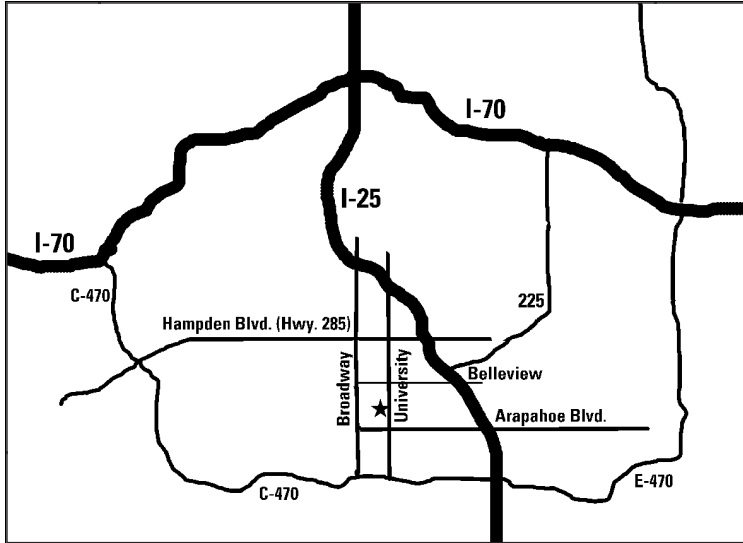 I-70
I-25
I-70
C-470
225
Hampden Blvd. (Hwy. 285)
Broadway
University
Belleview
Arapahoe Blvd.
C-470
E-470